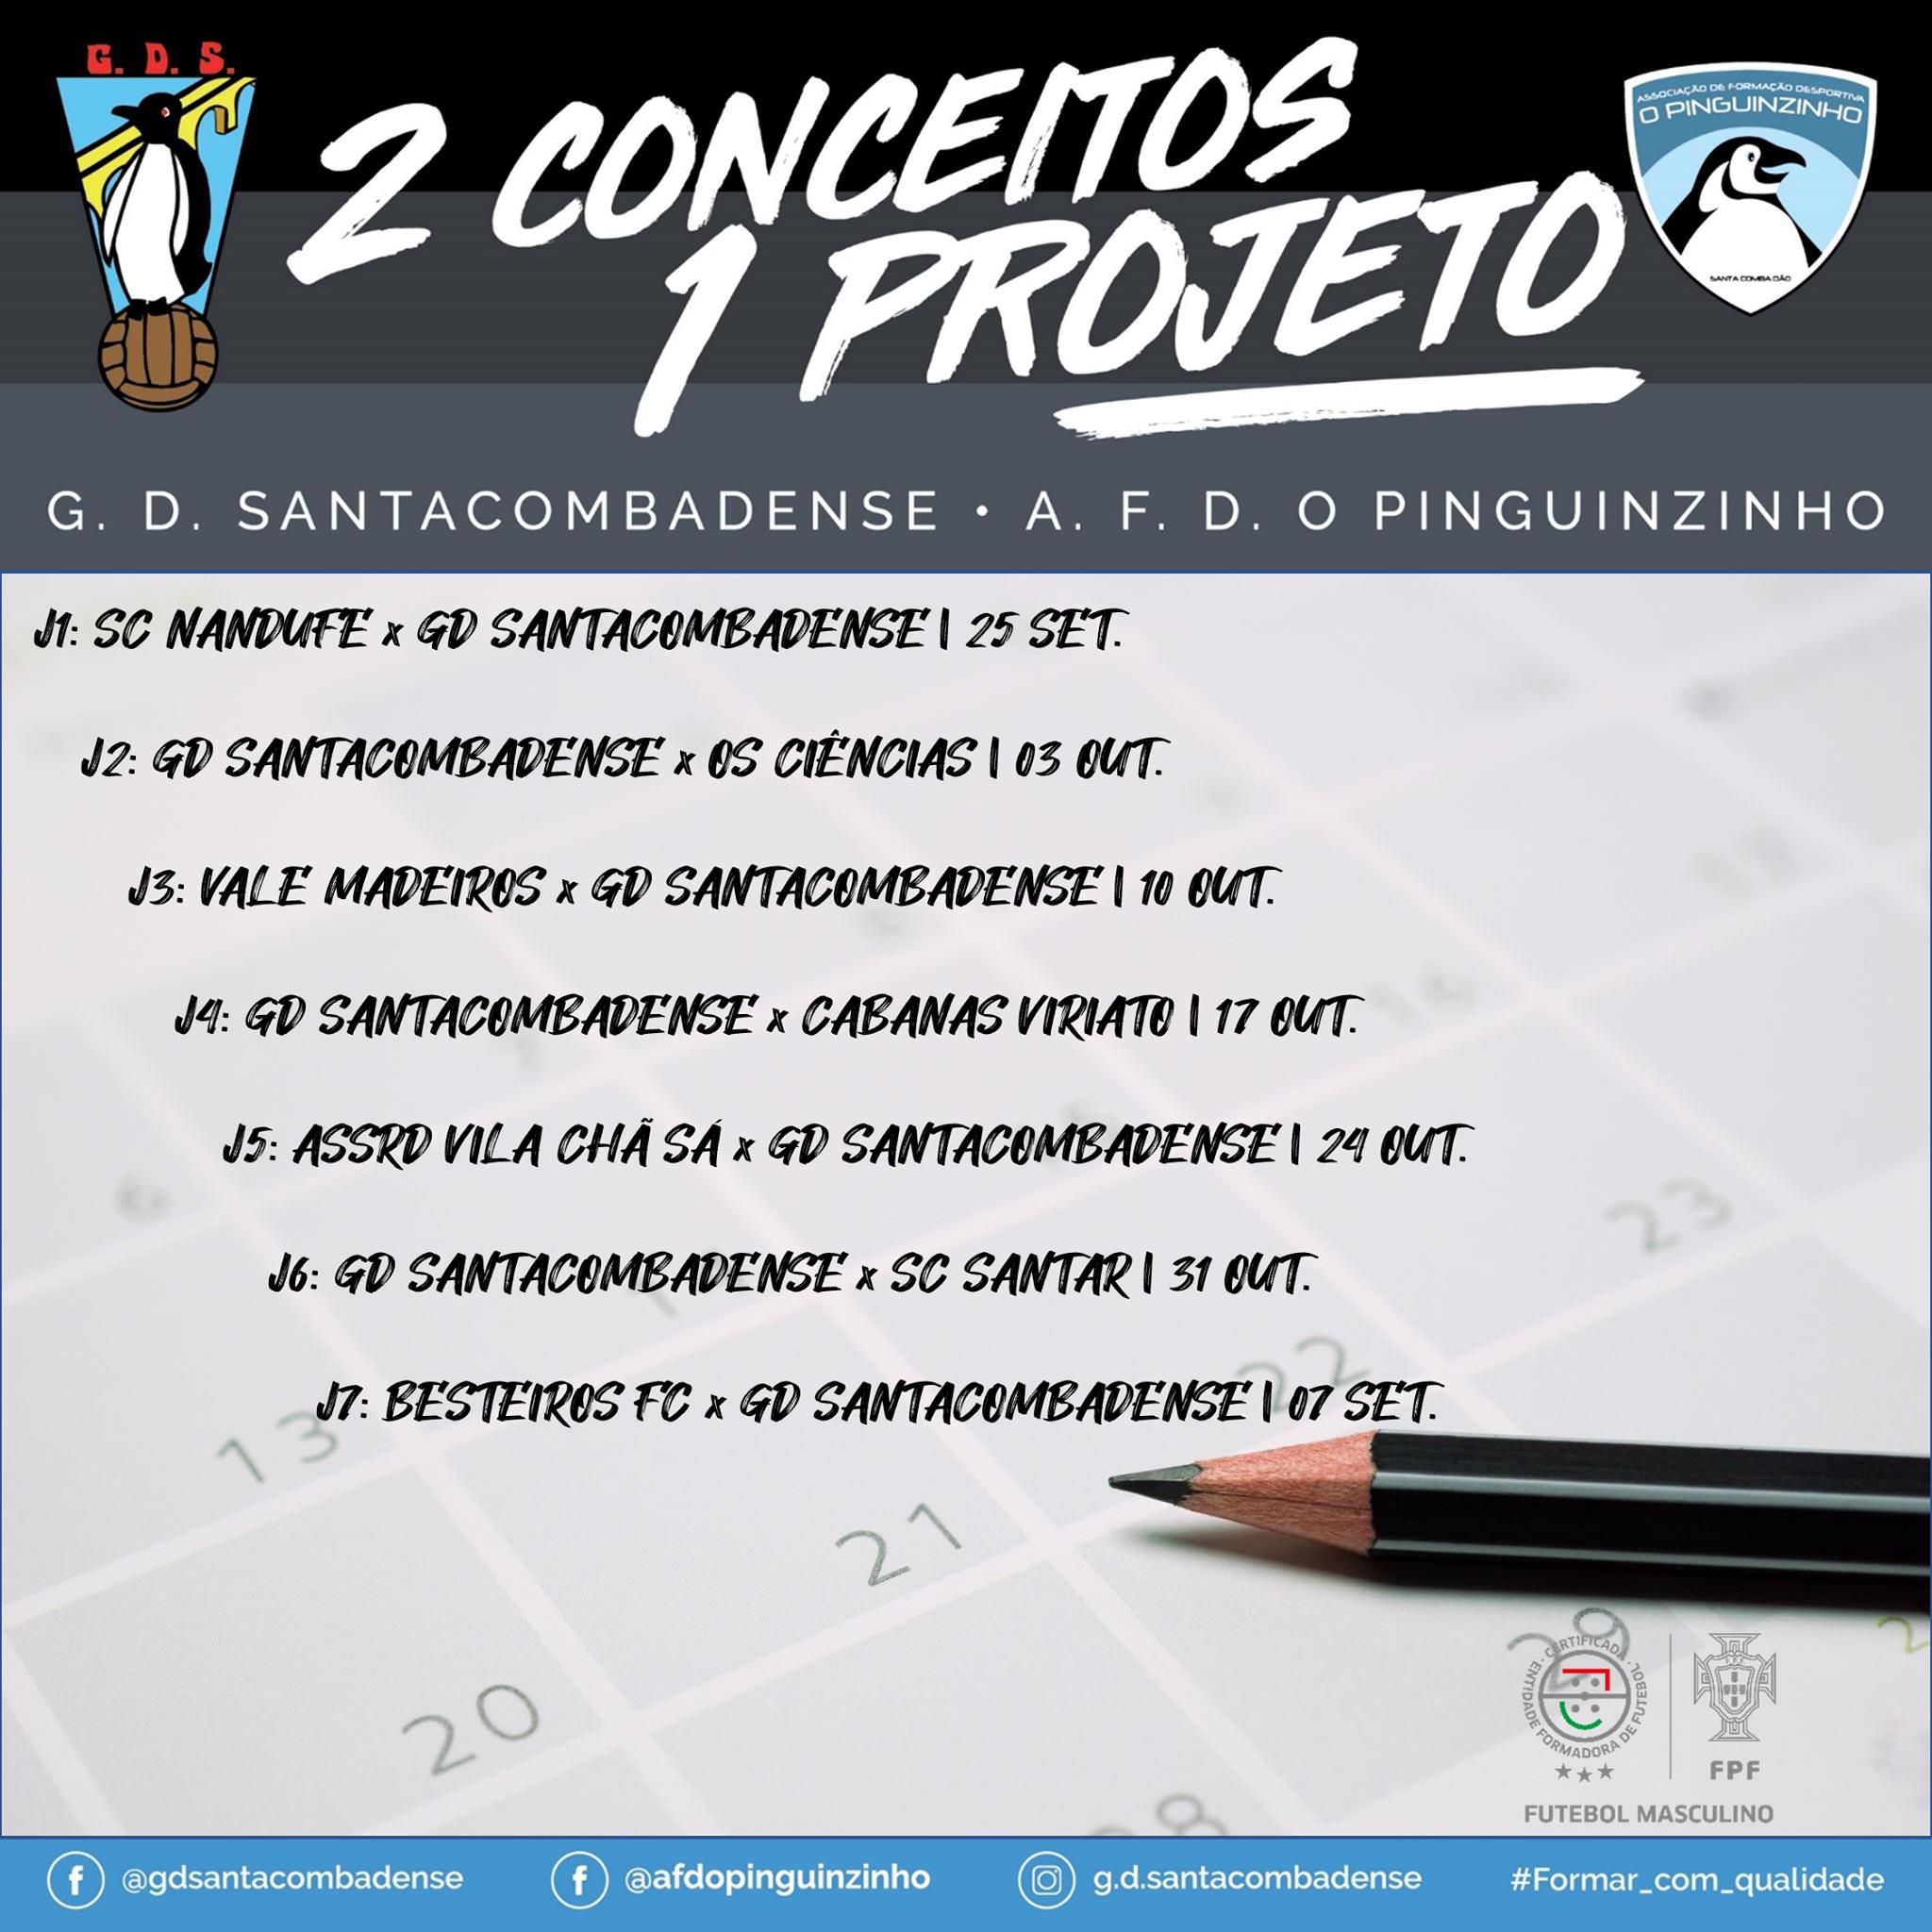 G. D. S.
2 CONCEITOS
1 PROJETO
ASSOCIAÇÃO DE FORMAÇÃO DESPORTIVA
O PINGUINZINHO
SANTA COMBA DÃO
G. D. SANTACOMBADENSE • A. F. D. O PINGUINZINHO
J1: SC NANDUFE x GD SANTACOMBADENSE | 25 SET.
J2: GD SANTACOMBADENSE x OS CIÊNCIAS | 03 OUT.
J3: VALE MADEIROS x GD SANTACOMBADENSE | 10 OUT.
J4: GD SANTACOMBADENSE x CABANAS VIRIATO | 17 OUT.
J5: ASSRD VILA CHÃ SÁ x GD SANTACOMBADENSE | 24 OUT.
J6: GD SANTACOMBADENSE x SC SANTAR | 31 OUT.
J7: BESTEIROS FC x GD SANTACOMBADENSE | 07 SET.
6
23
22
13
21
20
29
28
ENTIDADE FORMADORA DE FUTEBOL · CERTIFICADA ·
FPF
FUTEBOL MASCULINO
@gdsantacombadense
@afdopinguinzinho
g.d.santacombadense
#Formar_com_qualidade